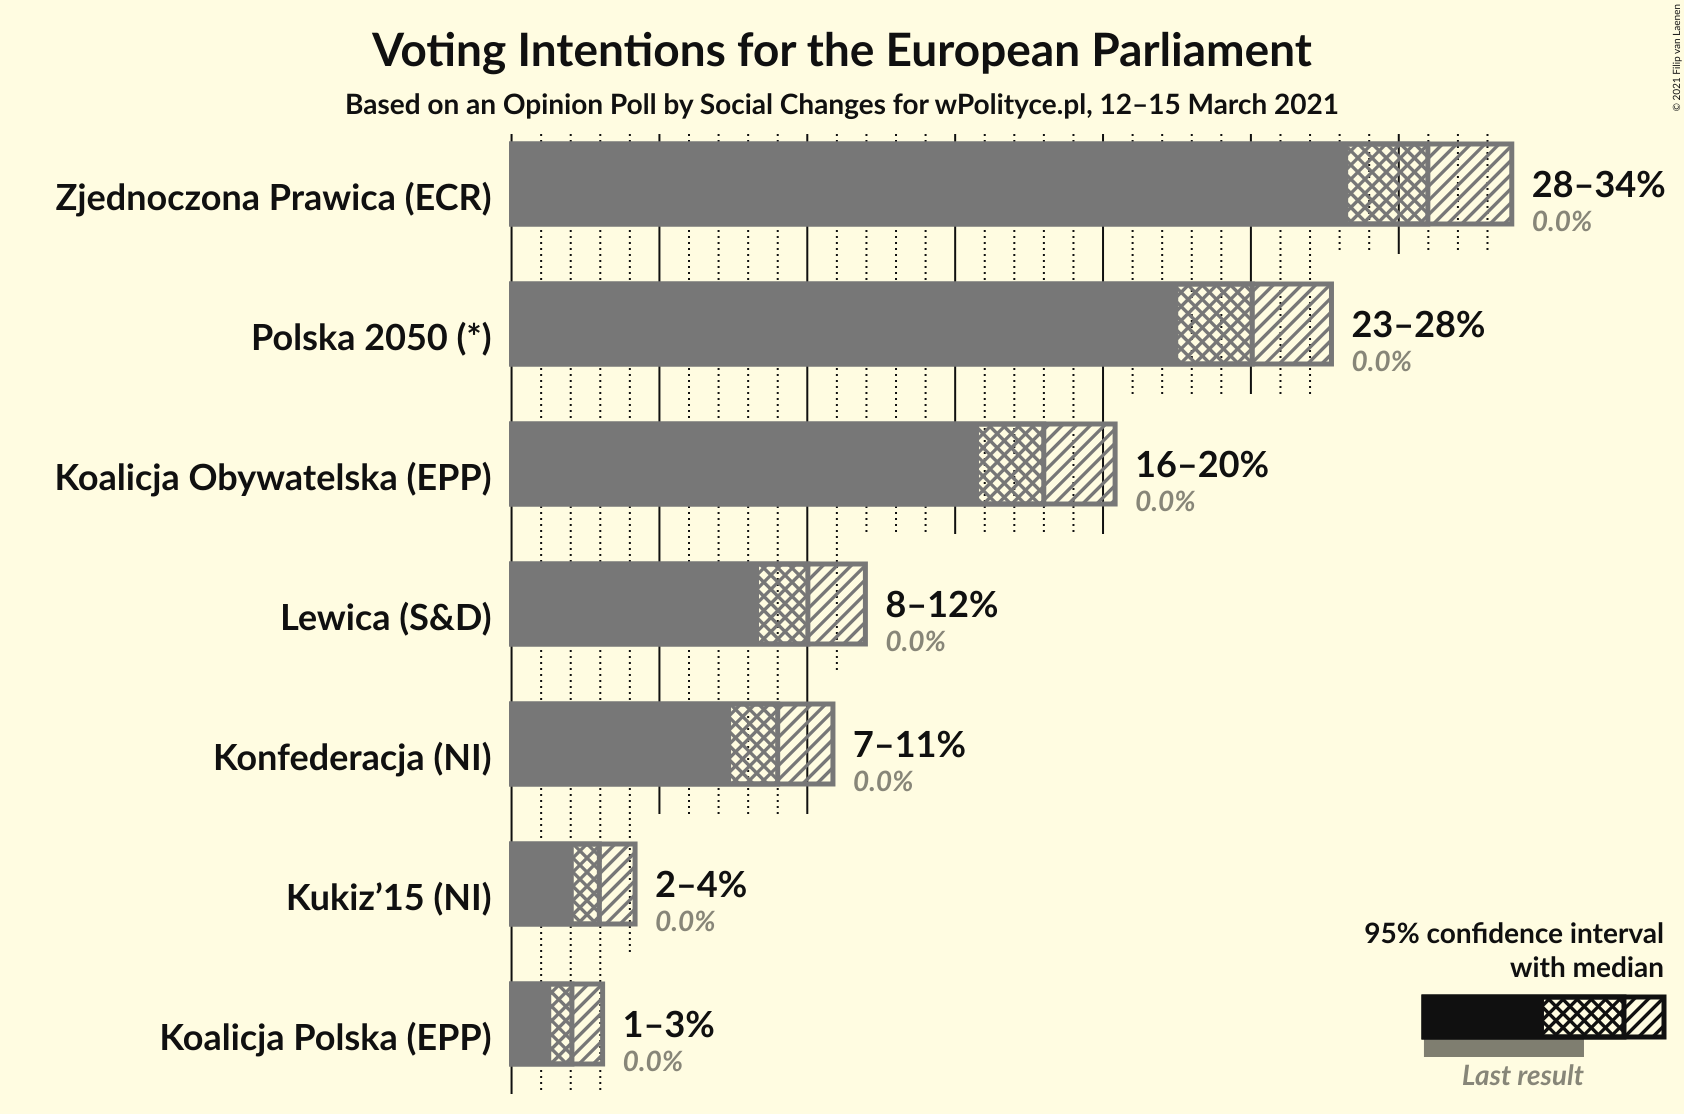 Voting Intentions for the European Parliament
Based on an Opinion Poll by Social Changes for wPolityce.pl, 12–15 March 2021
© 2021 Filip van Laenen
Zjednoczona Prawica (ECR)
28–34%
0.0%
Polska 2050 (*)
23–28%
0.0%
Koalicja Obywatelska (EPP)
16–20%
0.0%
Lewica (S&D)
8–12%
0.0%
Konfederacja (NI)
7–11%
0.0%
Kukiz’15 (NI)
2–4%
0.0%
Koalicja Polska (EPP)
1–3%
0.0%
95% confidence interval
with median
Last result